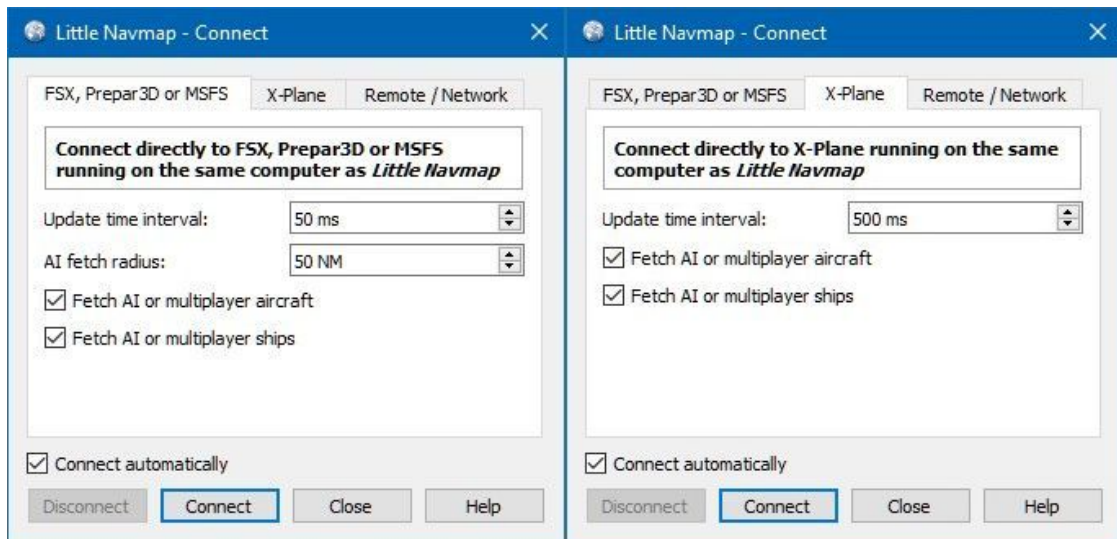 Little Navmap - Connect
FSX, Prepar3D or MSFS X-Plane Remote / Network
Connect directly to FSX, Prepar3D or MSFS
running on the same computer as Little Navmap
Update time interval: 50 ms
AI fetch radius: 50 NM
Fetch AI or multiplayer aircraft
Fetch AI or multiplayer ships
Connect automatically
Disconnect Connect Close Help
Little Navmap - Connect
FSX, Prepar3D or MSFS X-Plane Remote / Network
Connect directly to X-Plane running on the same
computer as Little Navmap
Update time interval: 500 ms
Fetch AI or multiplayer aircraft
Fetch AI or multiplayer ships
Connect automatically
Disconnect Connect Close Help